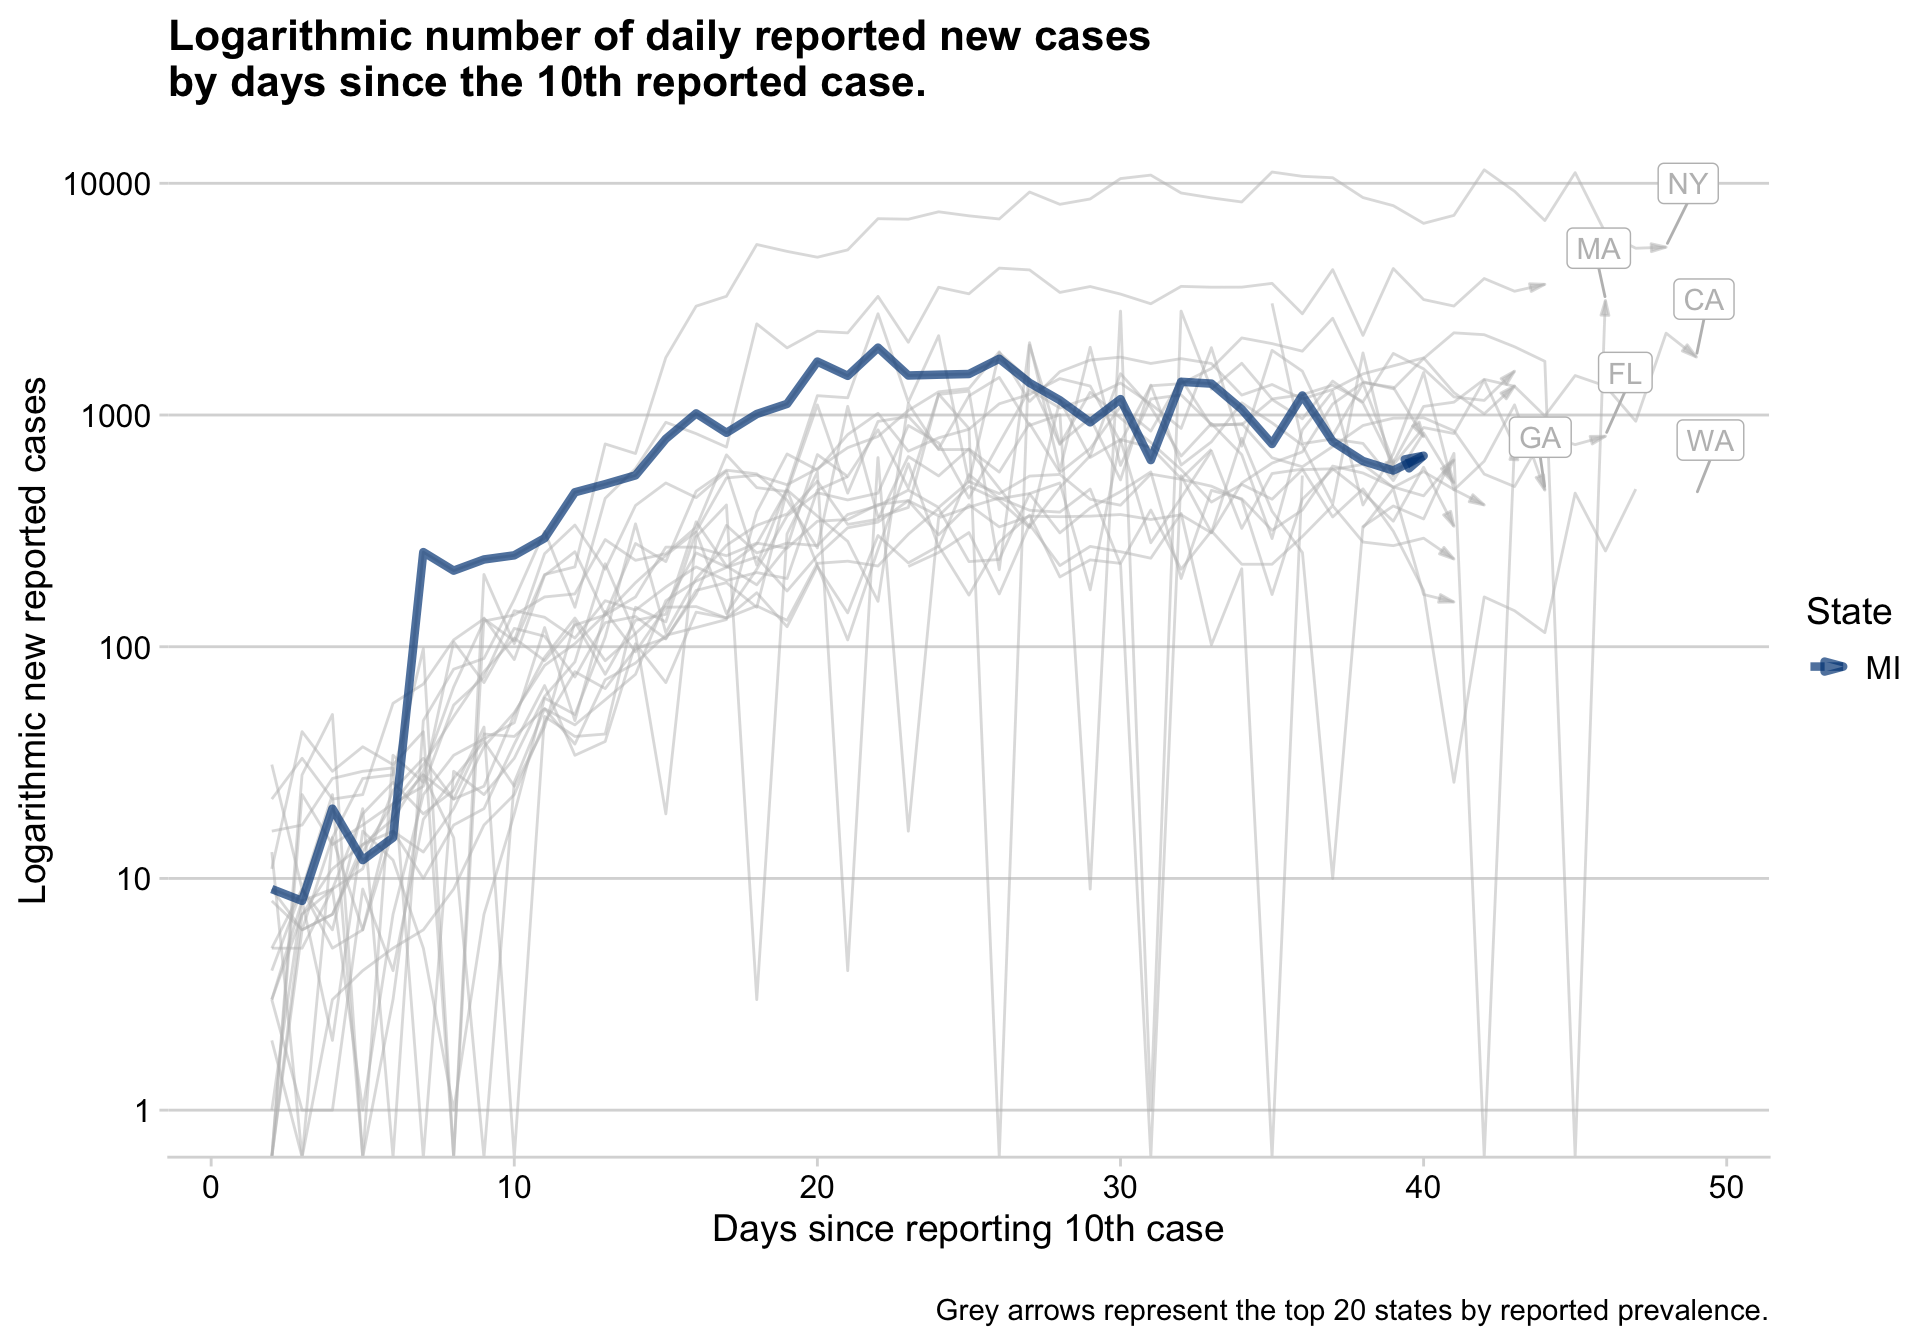 Logarithmic number of daily reported new cases
by days since the 10th reported case.
10000
1000
100
10
1
Logarithmic new reported cases
NY
MA
CA
FL
GA
WA
State
MI
0 10 20 30 40 50
Days since reporting 10th case
Grey arrows represent the top 20 states by reported prevalence.